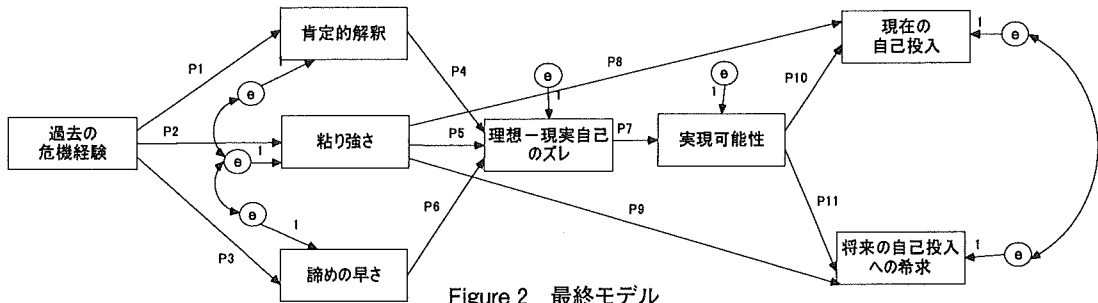 肯定的解釈
現在の
自己投入
1
e
P1
P4
P8
e
e
1
e
1
P10
過去の
危機経験
P2
e
1
粘り強さ
P5
理想－現実自己
のズレ
P7
実現可能性
e
P6
P9
P11
1
P3
諦めの早さ
将来の自己投入
への希求
1
e
Figure 2 最終モデル